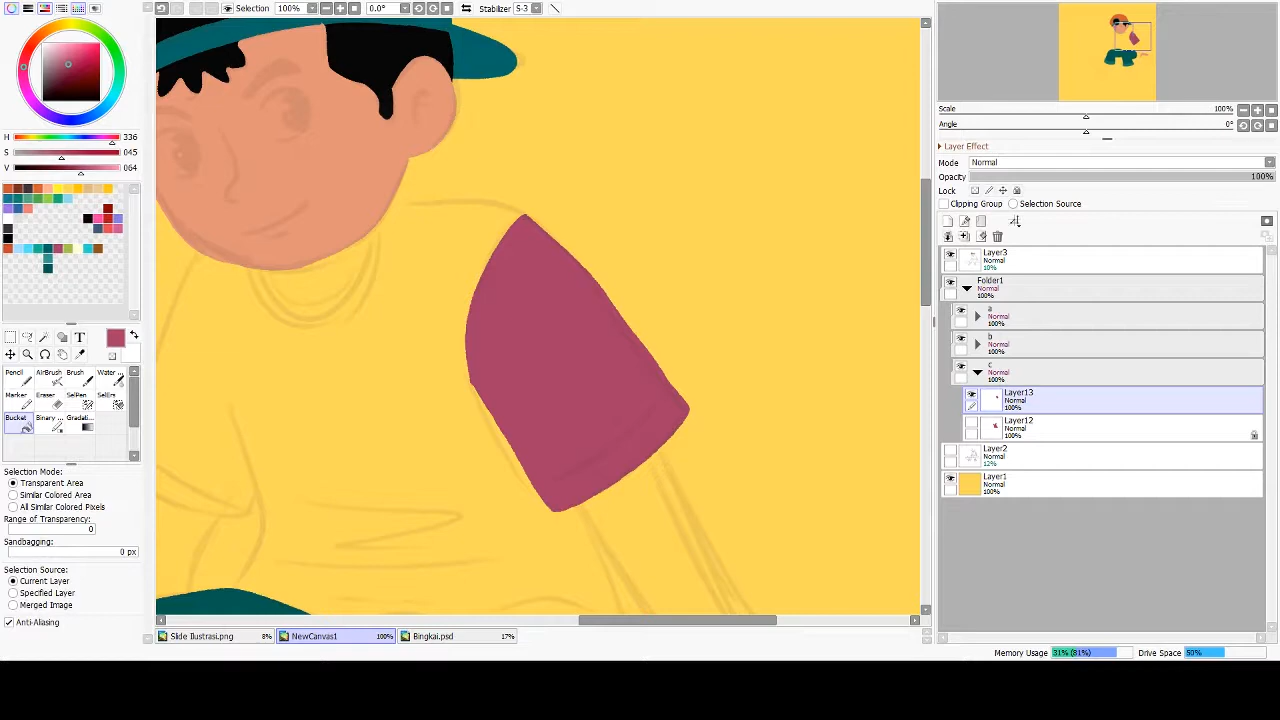 Selection 100% 0.0° Stabilizer S-3
H 336
S 045
V 064
T
Pencil AirBrush Brush Water ...
Marker Eraser SelPen SelErs
Bucket Binary ... Gradati...
Selection Mode:
Transparent Area
Similar Colored Area
All Similar Colored Pixels
Range of Transparency:
0
Sandbagging:
0 px
Selection Source:
Current Layer
Specified Layer
Merged Image
Anti-Aliasing
Slide Ilustrasi.png 8% NewCanvas1 100% Bingkai.psd 17%
Scale 100%
Angle 0°
Layer Effect
Mode Normal
Opacity 100%
Lock
Clipping Group Selection Source
Layer3
Normal
10%
Folder1
Normal
100%
a
Normal
100%
b
Normal
100%
c
Normal
100%
Layer13
Normal
100%
Layer12
Normal
100%
Layer2
Normal
12%
Layer1
Normal
100%
Memory Usage 31% (81%) Drive Space 50%